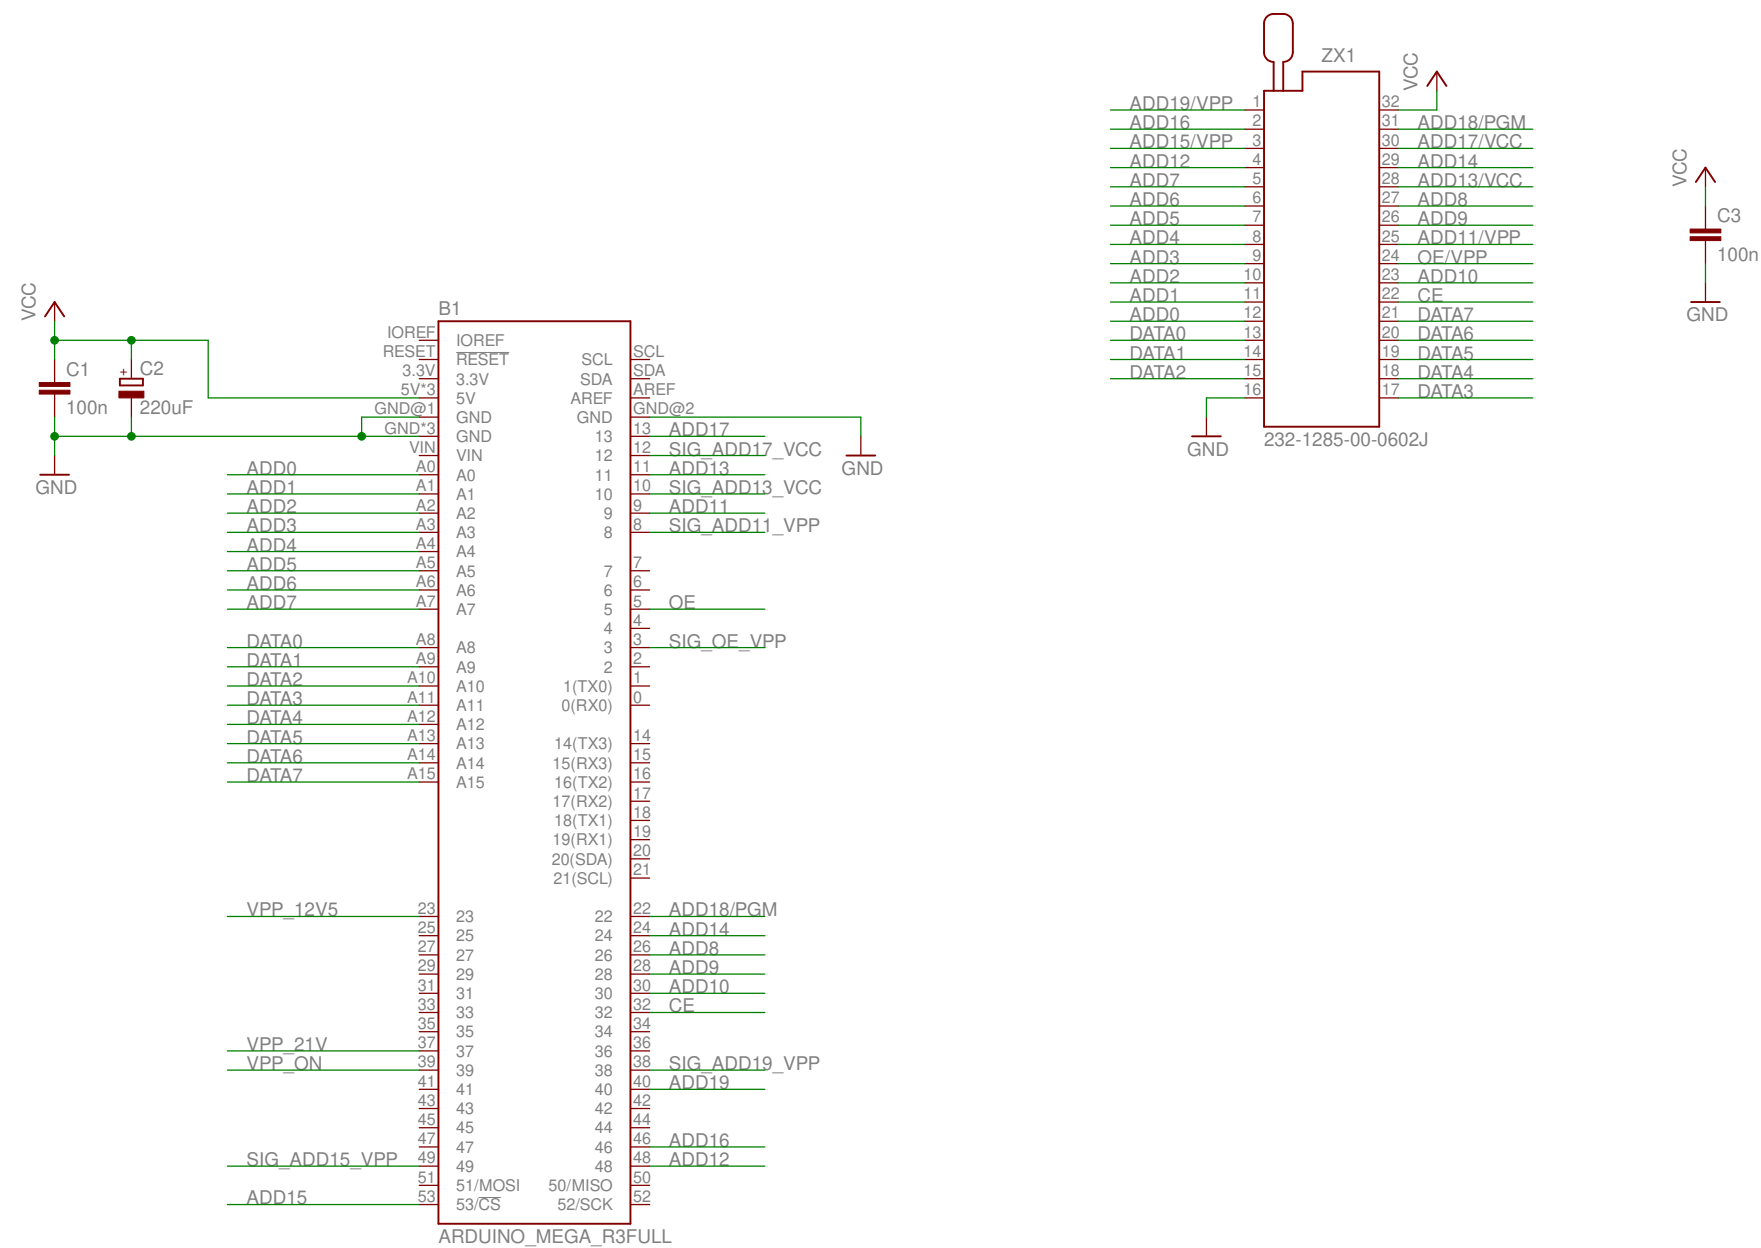 ZX1
VCC
ADD19/VPP 1 32
ADD16 2 31 ADD18/PGM
ADD15/VPP 3 30 ADD17/VCC
ADD12 4 29 ADD14
ADD7 5 28 ADD13/VCC
ADD6 6 27 ADD8
ADD5 7 26 ADD9
ADD4 8 25 ADD11/VPP
ADD3 9 24 OE/VPP
ADD2 10 23 ADD10
ADD1 11 22 CE
ADD0 12 21 DATA7
DATA0 13 20 DATA6
DATA1 14 19 DATA5
DATA2 15 18 DATA4
16 17 DATA3
GND
232-1285-00-0602J
VCC
C3
100n
GND
VCC
C1
100n
+ C2
220uF
GND
B1
IOREF IOREF
RESET RESET SCL SCL
3.3V 3.3V SDA SDA
5V*3 5V AREF AREF
GND@1 GND GND GND@2
GND*3 GND 13 13 ADD17
VIN VIN 12 12 SIG_ADD17_VCC
GND
ADD0 A0 A0 11 11 ADD13
ADD1 A1 A1 10 10 SIG_ADD13_VCC
ADD2 A2 A2 9 9 ADD11
ADD3 A3 A3 8 8 SIG_ADD11_VPP
ADD4 A4 A4
ADD5 A5 A5 7 7
ADD6 A6 A6 6 6
ADD7 A7 A7 5 5 OE
4 4
DATA0 A8 A8 3 3 SIG_OE_VPP
DATA1 A9 A9 2 2
DATA2 A10 A10 1(TX0) 1
DATA3 A11 A11 0(RX0) 0
DATA4 A12 A12
DATA5 A13 A13 14(TX3) 14
DATA6 A14 A14 15(RX3) 15
DATA7 A15 A15 16(TX2) 16
17(RX2) 17
18(TX1) 18
19(RX1) 19
20(SDA) 20
21(SCL) 21
VPP_12V5 23 23 22 22 ADD18/PGM
25 25 24 24 ADD14
27 27 26 26 ADD8
29 29 28 28 ADD9
31 31 30 30 ADD10
33 33 32 32 CE
35 35 34 34
VPP_21V 37 37 36 36
VPP_ON 39 39 38 38 SIG_ADD19_VPP
41 41 40 40 ADD19
43 43 42 42
45 45 44 44
47 47 46 46 ADD16
SIG_ADD15_VPP 49 49 48 48 ADD12
51 51/MOSI 50/MISO 50
ADD15 53 53/CS 52/SCK 52
ARDUINO_MEGA_R3FULL